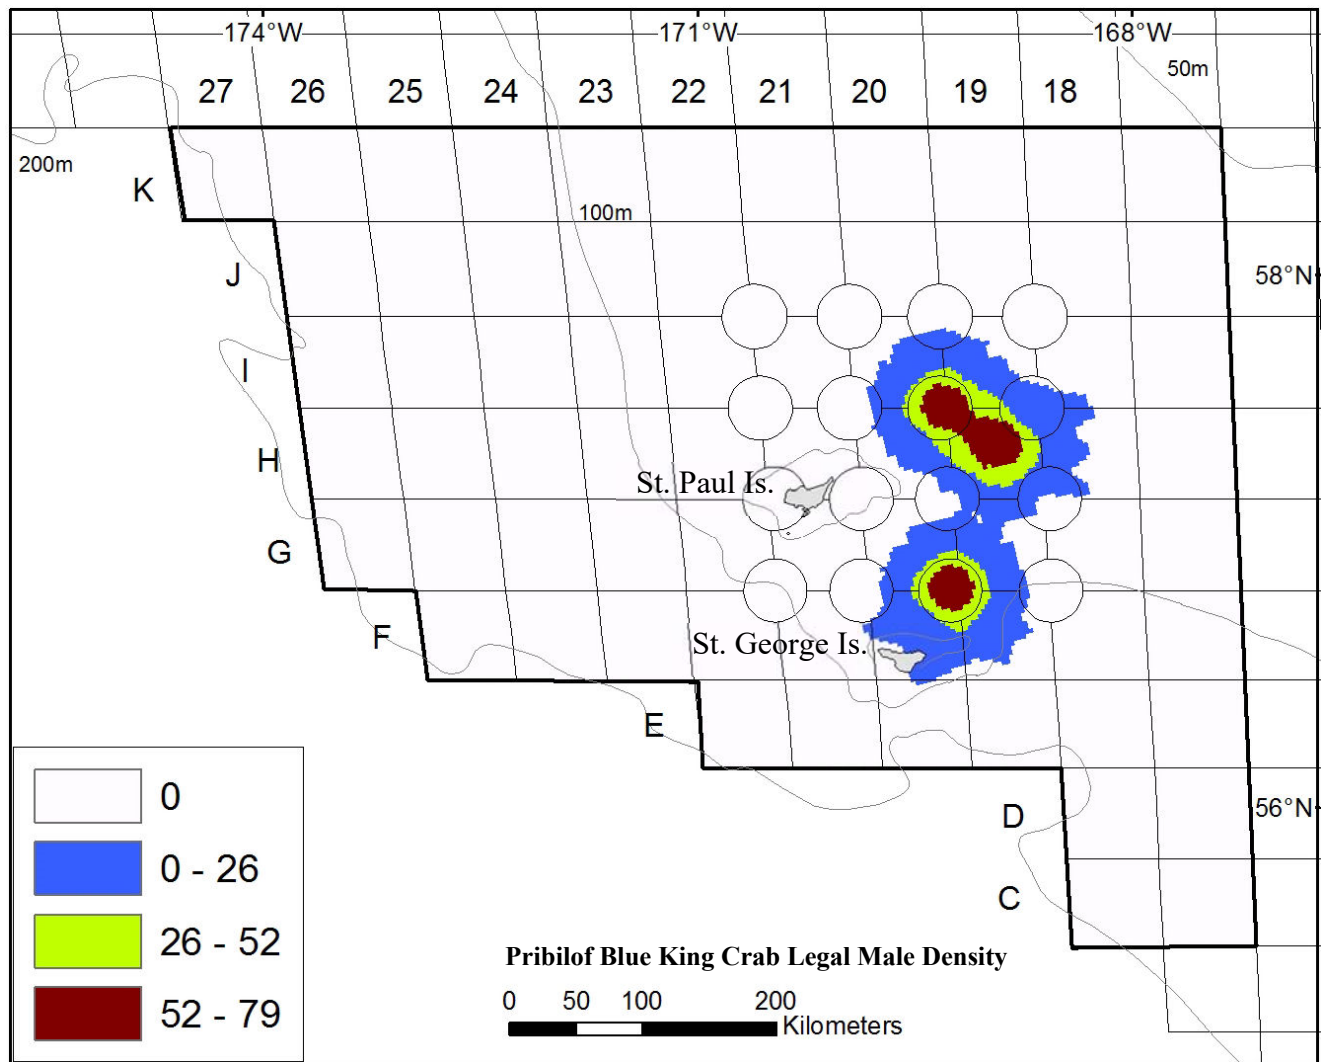 174°W 171°W 168°W
50m
27 26 25 24 23 22 21 20 19 18
200m
K
100m
J
58°N
I
H
St. Paul Is.
G
F
St. George Is.
E
0
D
56°N
0 - 26
C
26 - 52
Pribilof Blue King Crab Legal Male Density
52 - 79
0 50 100 200
Kilometers